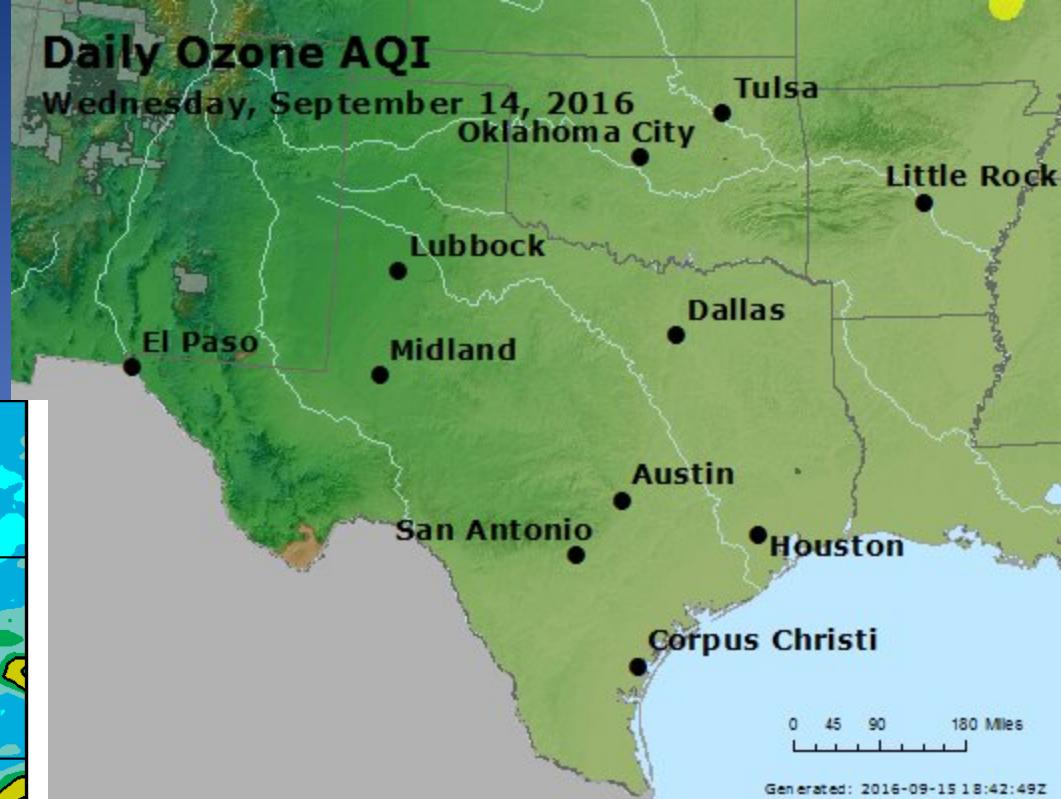 Daily Ozone AQI
Wednesday, September 14, 2016
Tulsa
Oklahoma City
Little Rock
Lubbock
Dallas
El Paso
Midland
Austin
San Antonio
Houston
Corpus Christi
0 45 90 180 Miles
Generated: 2016-09-15 18:42:49Z